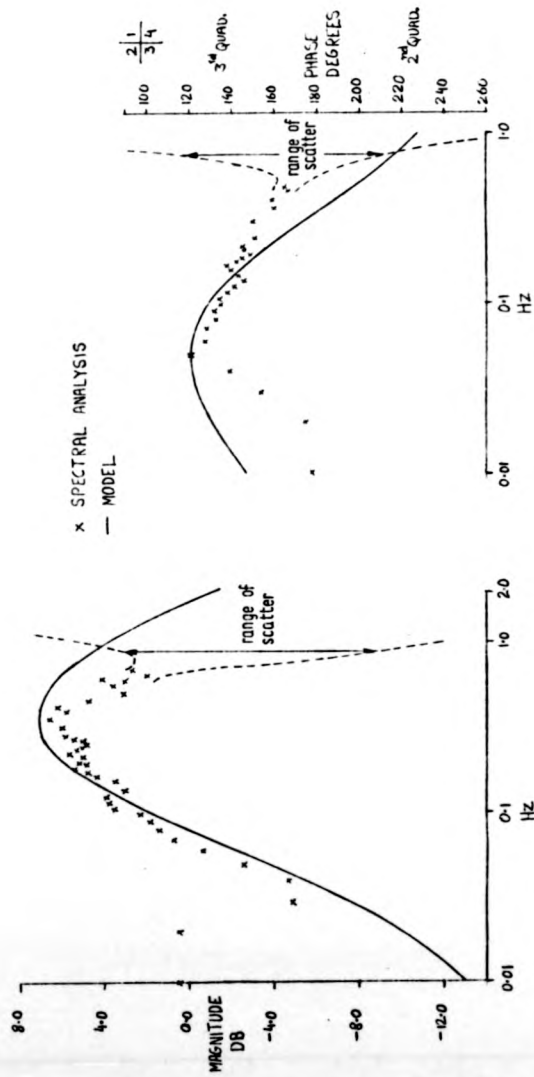 × SPECTRAL ANALYSIS
— MODEL
8.0
4.0
0.0
-4.0
-8.0
-12.0
MAGNITUDE
DB
range of
scatter
0.01
0.1
1.0
2.0
Hz
2 1
3 4
100
120
140
160
180
200
220
240
260
3rd QUAD.
PHASE
DEGREES
2nd QUAD.
range of
scatter
0.01
0.1
1.0
Hz